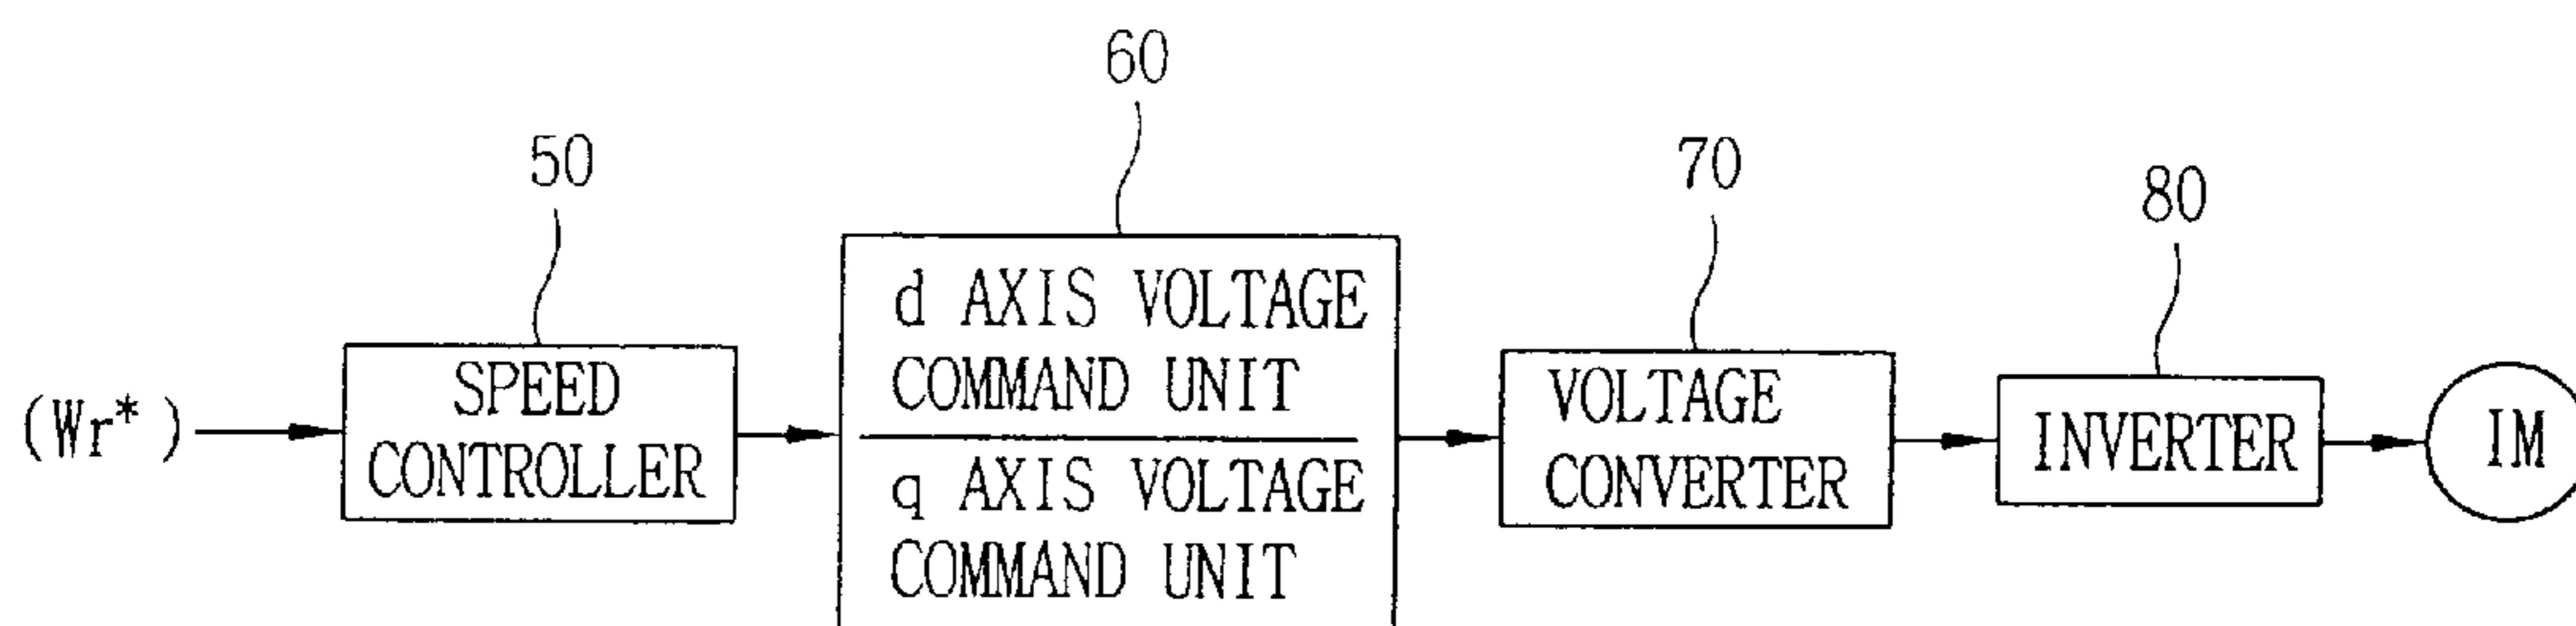 60
50
70
80
d AXIS VOLTAGE
COMMAND UNIT
q AXIS VOLTAGE
COMMAND UNIT
SPEED
CONTROLLER
VOLTAGE
CONVERTER
INVERTER
IM
(Wr* )